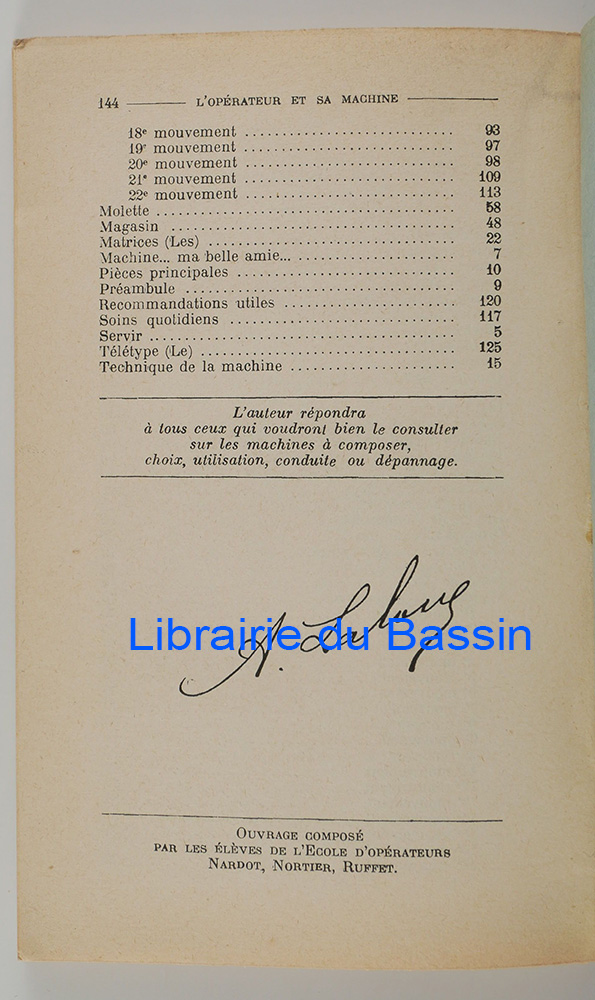 144 L'OPÉRATEUR ET SA MACHINE
18e mouvement 93
19e mouvement 97
20e mouvement 98
21e mouvement 109
22e mouvement 113
Molette 58
Magasin 48
Matrices (Les) 22
Machine... ma belle amie... 7
Pièces principales 10
Préambule 9
Recommandations utiles 120
Soins quotidiens 117
Servir 5
Télétype (Le) 125
Technique de la machine 15
L'auteur répondra
à tous ceux qui voudront bien le consulter
sur les machines à composer,
choix, utilisation, conduite ou dépannage.
Librairie du Bassin
A.
OUVRAGE COMPOSÉ
PAR LES ÉLÈVES DE L'ECOLE D'OPÉRATEURS
NARDOT, NORTIER, RUFFET.